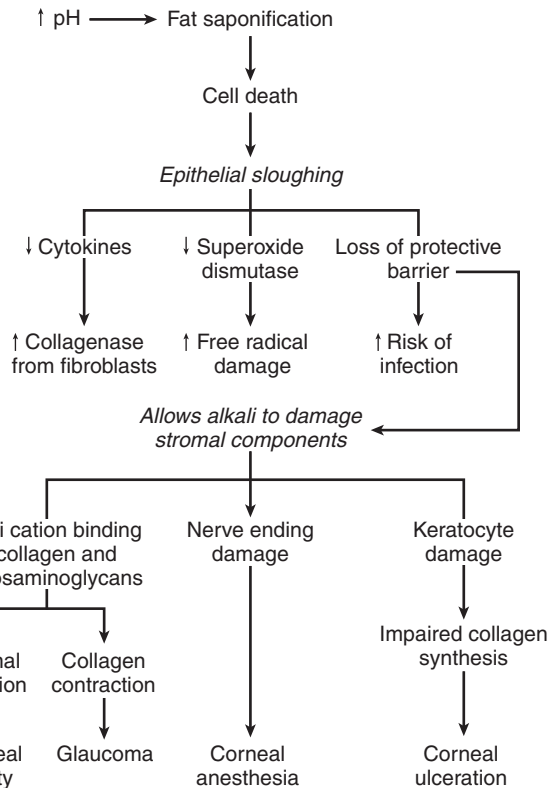 ↑ pH → Fat saponification
Cell death
Epithelial sloughing
↓ Cytokines
↓ Superoxide
dismutase
Loss of protective
barrier
↑ Collagenase
from fibroblasts
↑ Free radical
damage
↑ Risk of
infection
Allows alkali to damage
stromal components
cation binding
collagen and
Nerve ending
damage
Keratocyte
damage
Impaired collagen
synthesis
Collagen
contraction
Glaucoma
Corneal
anesthesia
Corneal
ulceration